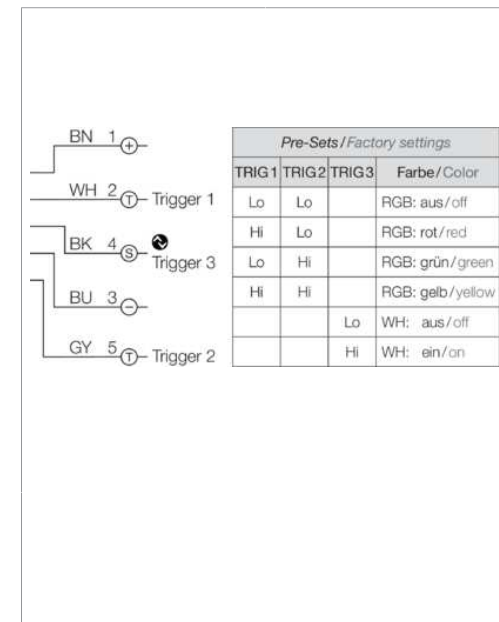 BN 1 +
WH 2 T Trigger 1
BK 4 S Trigger 3
BU 3 −
GY 5 T Trigger 2
Pre-Sets/Factory settings
TRIG1 TRIG2 TRIG3 Farbe/Color
Lo Lo RGB: aus/off
Hi Lo RGB: rot/red
Lo Hi RGB: grün/green
Hi Hi RGB: gelb/yellow
Lo WH: aus/off
Hi WH: ein/on